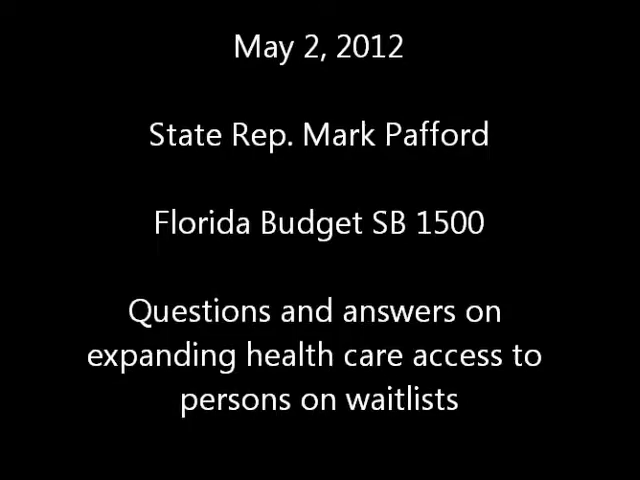 May 2, 2012
State Rep. Mark Pafford
Florida Budget SB 1500
Questions and answers on
expanding health care access to
persons on waitlists